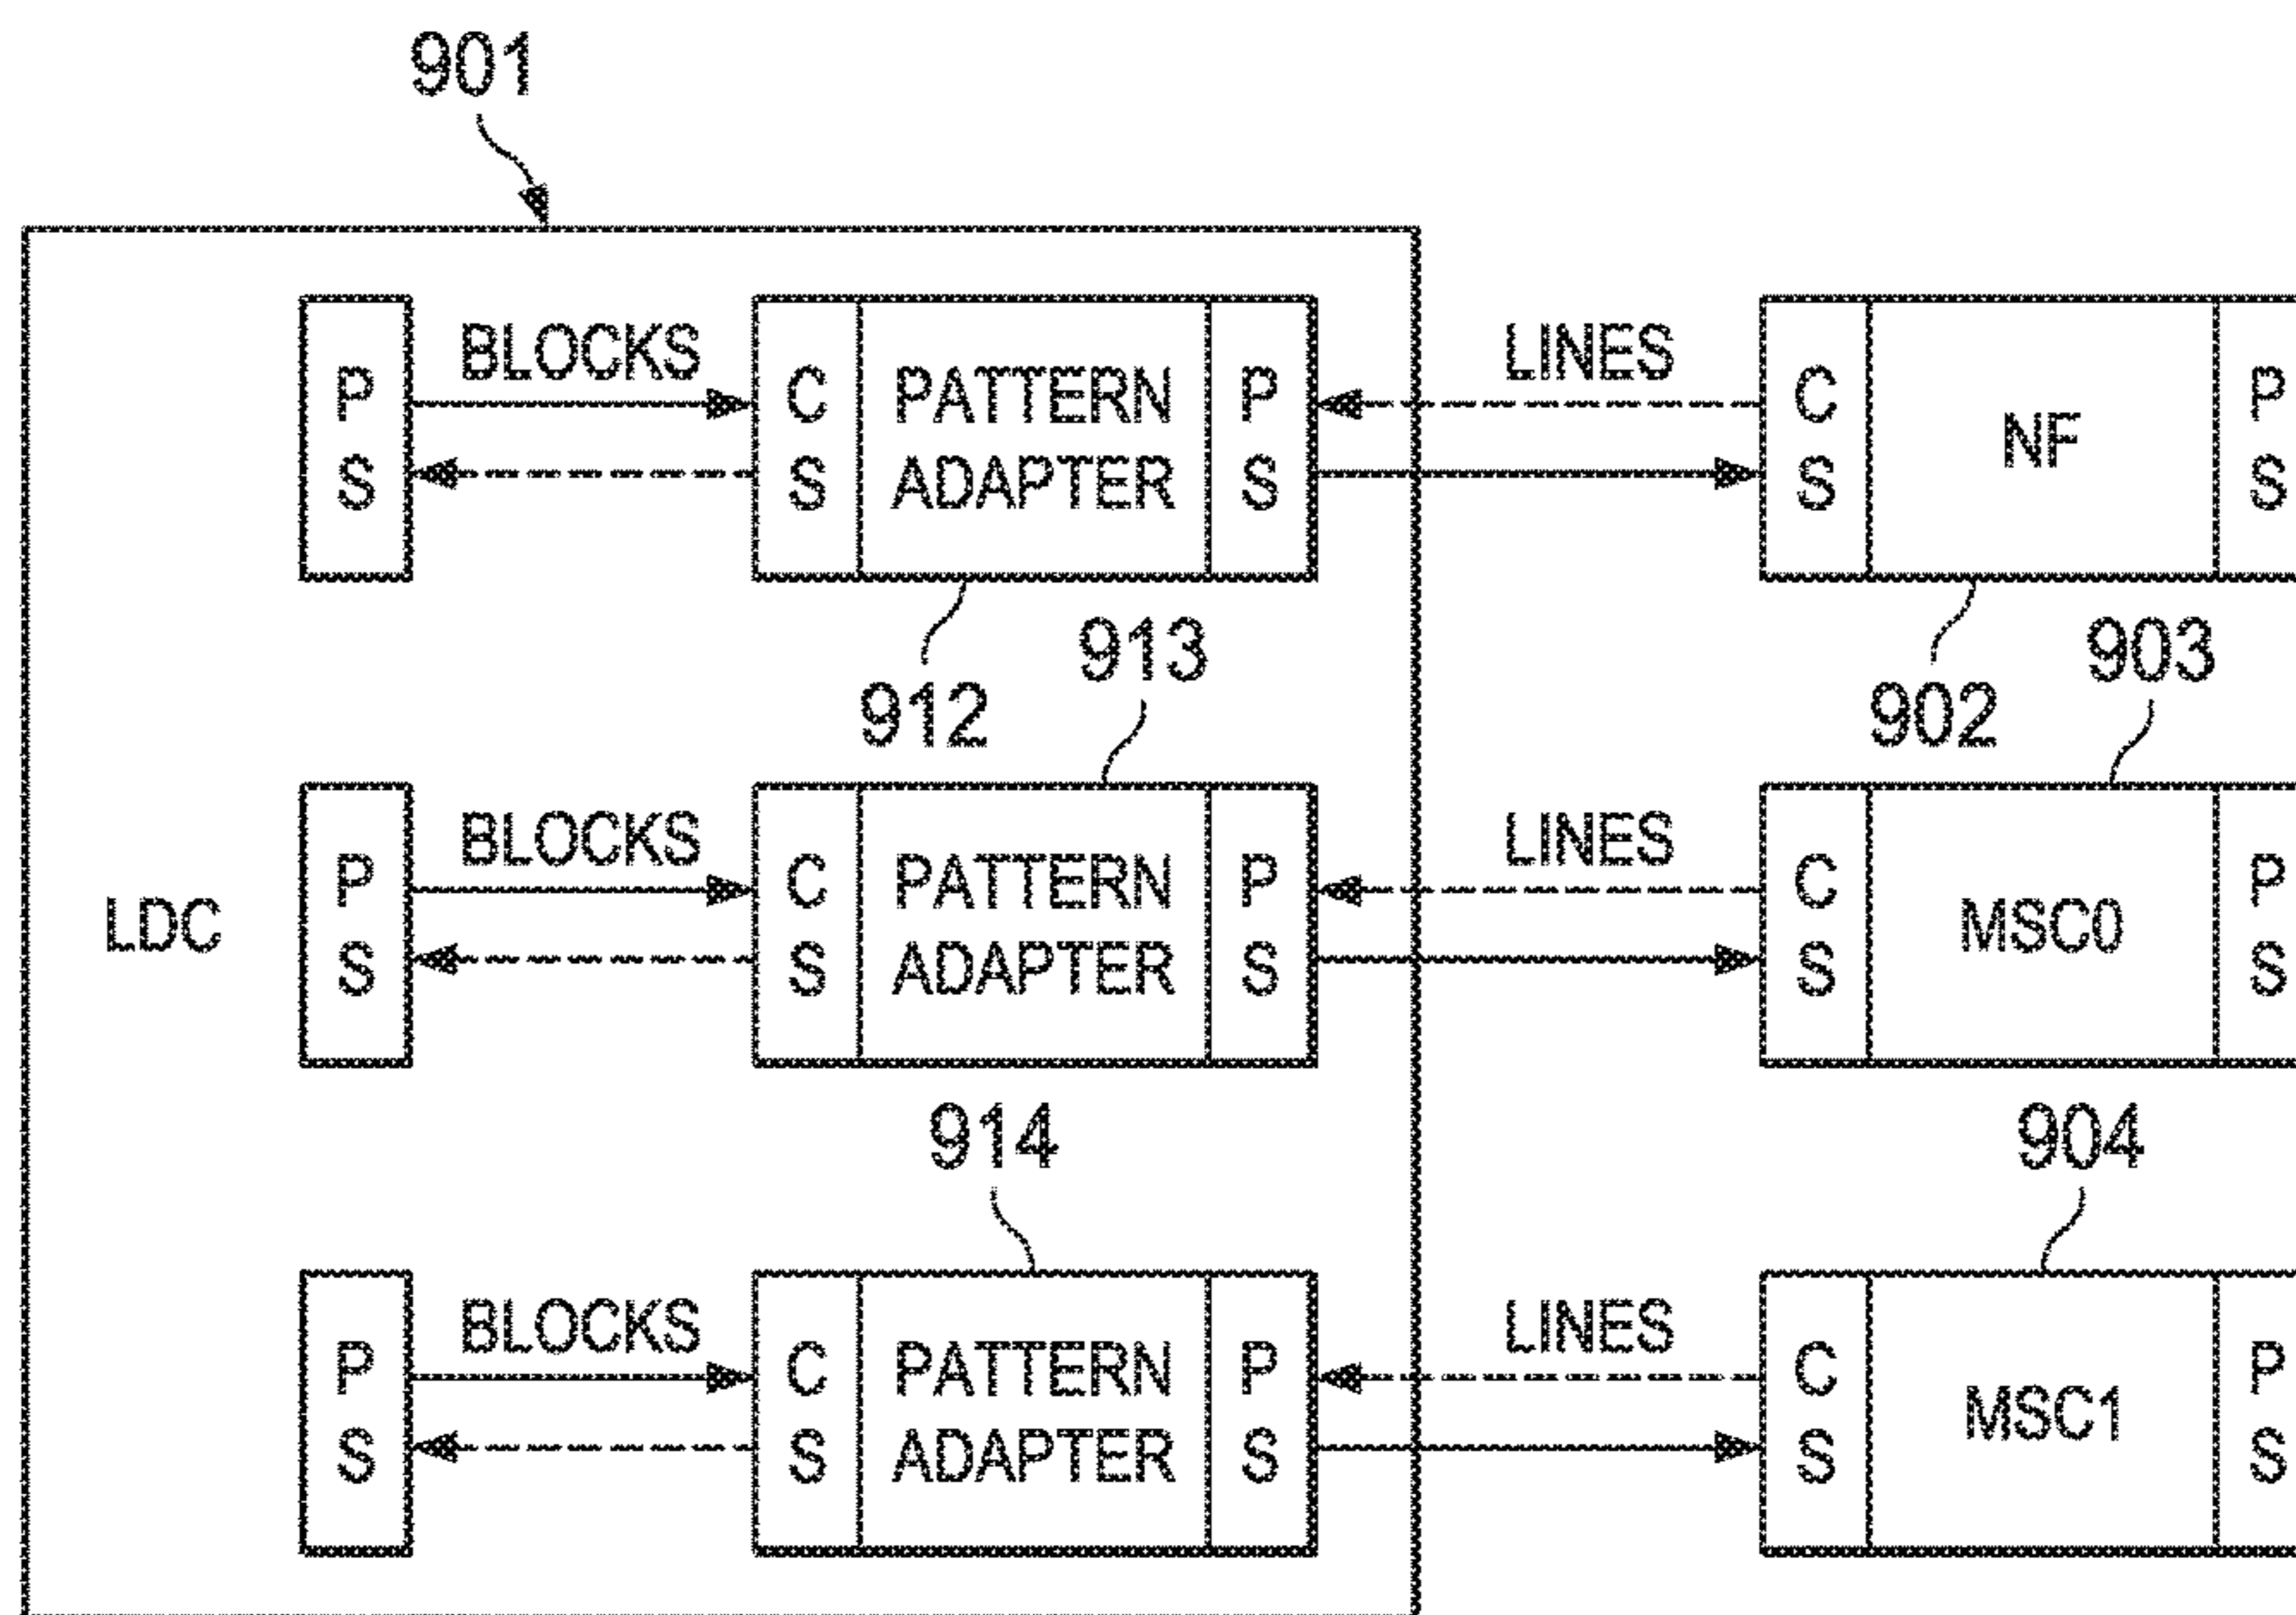 901
P S BLOCKS C S PATTERN ADAPTER P S LINES C S NF P S
912
913
902
903
LDC
P S BLOCKS C S PATTERN ADAPTER P S LINES C S MSC0 P S
914
904
P S BLOCKS C S PATTERN ADAPTER P S LINES C S MSC1 P S